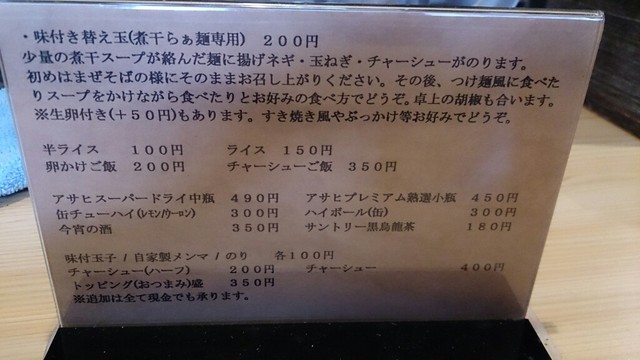 ・味付き替え玉(煮干らぁ麺専用) 200円
少量の煮干スープが絡んだ麺に揚げネギ・玉ねぎ・チャーシューがのります。
初めはまぜそばの様にそのままお召し上がりください。その後、つけ麺風に食べた
りスープをかけながら食べたりとお好みの食べ方でどうぞ。卓上の胡椒も合います。
※生卵付き(+50円)もあります。すき焼き風やぶっかけ等お好みでどうぞ。
半ライス 100円 ライス 150円
卵かけご飯 200円 チャーシューご飯 350円
アサヒスーパードライ中瓶 490円 アサヒプレミアム熟選小瓶 450円
缶チューハイ(レモン/ウーロン) 300円 ハイボール(缶) 300円
今宵の酒 350円 サントリー黒烏龍茶 180円
味付玉子 / 自家製メンマ / のり 各100円
チャーシュー(ハーフ) 200円 チャーシュー 400円
トッピング(おつまみ)盛 350円
※追加は全て現金でも承ります。